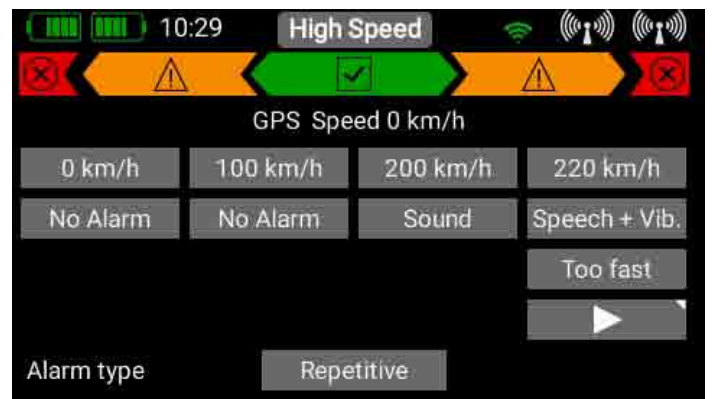 10:29 High Speed
GPS Speed 0 km/h
0 km/h 100 km/h 200 km/h 220 km/h
No Alarm No Alarm Sound Speech + Vib.
Too fast
Alarm type Repetitive